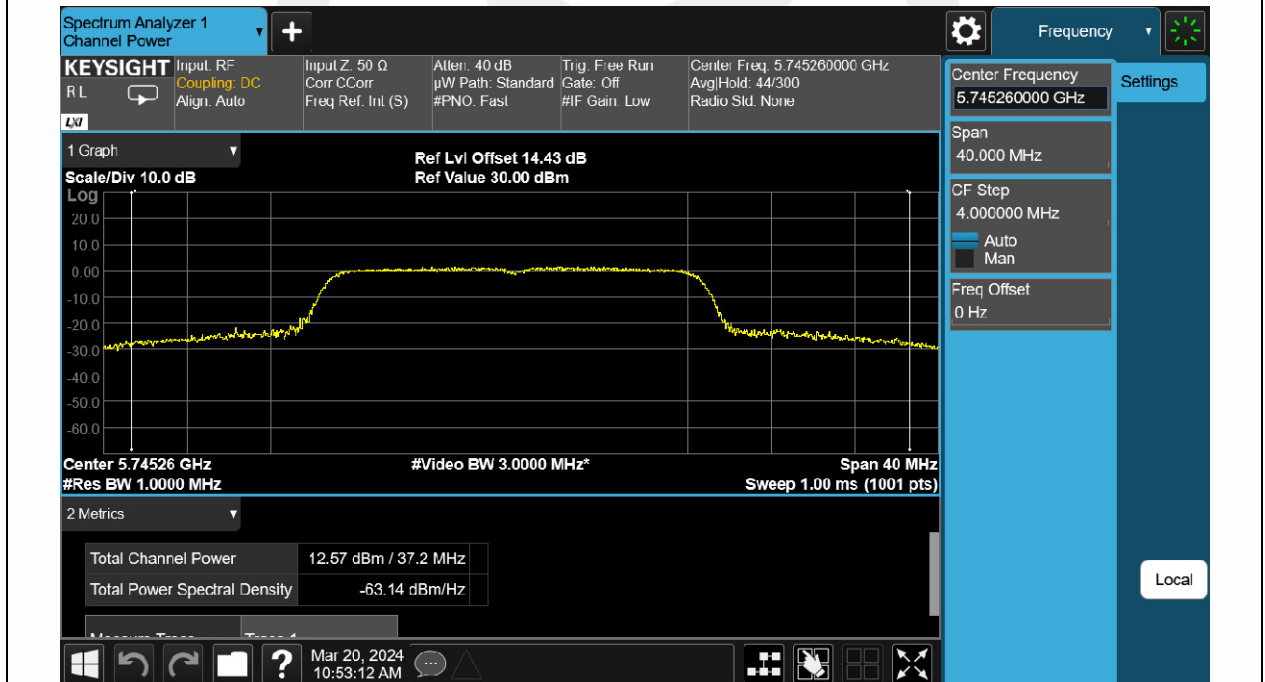 Spectrum Analyzer 1
Channel Power
Frequency
KEYSIGHT
RL
LXI
Input: RF
Coupling: DC
Align: Auto
Input Z: 50 Ω
Corr CCorr
Freq Ref: Int (S)
Atten: 40 dB
µW Path: Standard
#PNO: Fast
Trig: Free Run
Gate: Off
#IF Gain: Low
Center Freq: 5.745260000 GHz
Avg|Hold: 44/300
Radio Std: None
Center Frequency
5.745260000 GHz
Settings
Span
40.000 MHz
CF Step
4.000000 MHz
Auto
Man
Freq Offset
0 Hz
Local
1 Graph
Scale/Div 10.0 dB
Ref Lvl Offset 14.43 dB
Ref Value 30.00 dBm
Log
20.0
10.0
0.00
-10.0
-20.0
-30.0
-40.0
-50.0
-60.0
Center 5.74526 GHz
#Video BW 3.0000 MHz*
Span 40 MHz
#Res BW 1.0000 MHz
Sweep 1.00 ms (1001 pts)
2 Metrics
Total Channel Power 12.57 dBm / 37.2 MHz
Total Power Spectral Density -63.14 dBm/Hz
Measure Trace Trace 1
?
Mar 20, 2024
10:53:12 AM